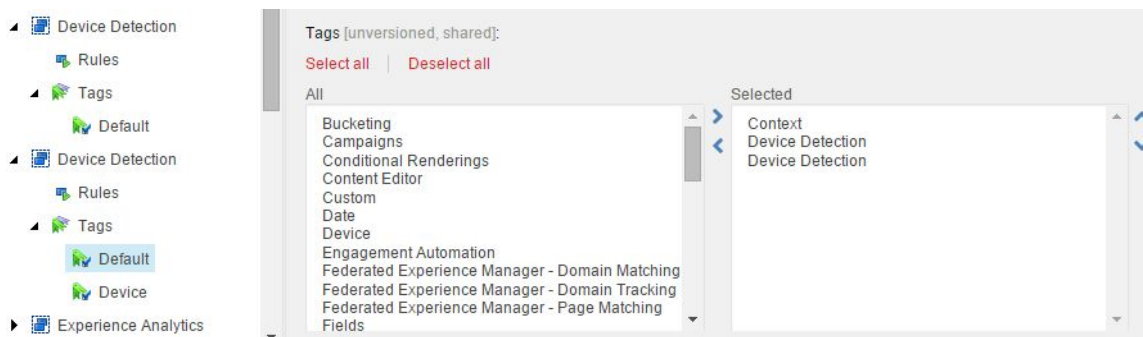 Device Detection
Rules
Tags
Default
Device Detection
Rules
Tags
Default
Device
Experience Analytics
Tags [unversioned, shared]:
Select all Deselect all
All
Bucketing
Campaigns
Conditional Renderings
Content Editor
Custom
Date
Device
Engagement Automation
Federated Experience Manager - Domain Matching
Federated Experience Manager - Domain Tracking
Federated Experience Manager - Page Matching
Fields
Selected
Context
Device Detection
Device Detection